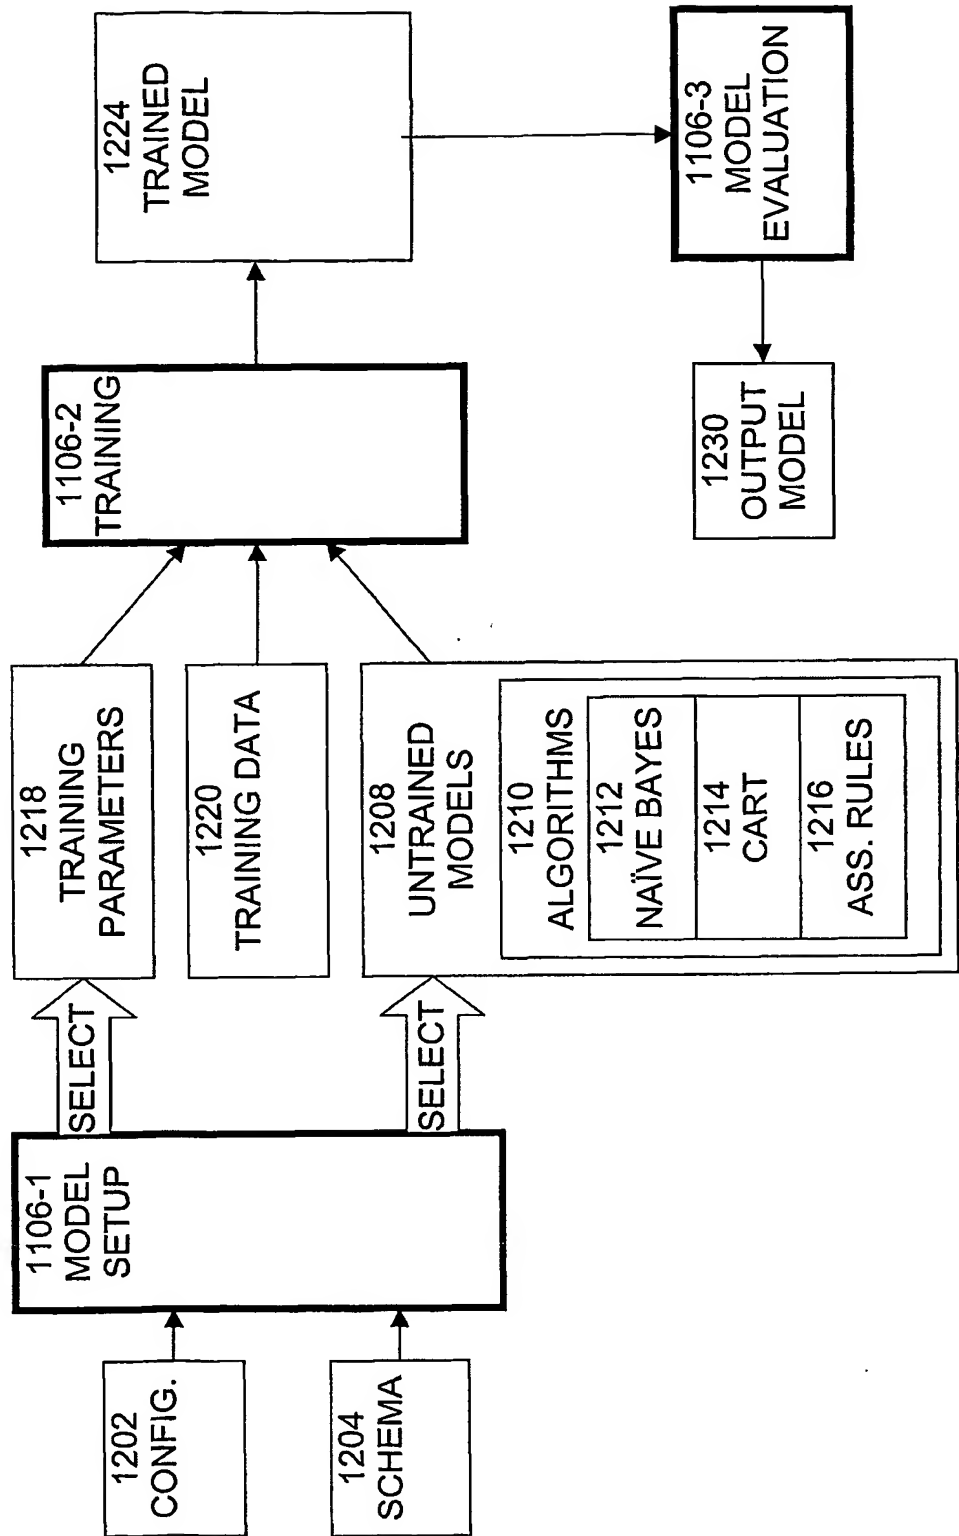 1202
CONFIG.
1204
SCHEMA
1106-1
MODEL
SETUP
SELECT
SELECT
1218
TRAINING
PARAMETERS
1220
TRAINING DATA
1208
UNTRAINED
MODELS
1210
ALGORITHMS
1212
NAÏVE BAYES
1214
CART
1216
ASS. RULES
1106-2
TRAINING
1224
TRAINED
MODEL
1106-3
MODEL
EVALUATION
1230
OUTPUT
MODEL